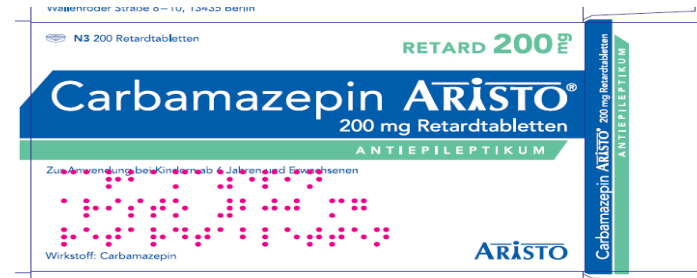 Wallenroder Straße 8–10, 13435 Berlin
N3 200 Retardtabletten
RETARD 200 mg
Carbamazepin ARISTO®
200 mg Retardtabletten
ANTIEPILEPTIKUM
Zur Anwendung bei Kindern ab 6 Jahren und Erwachsenen
Wirkstoff: Carbamazepin
ARISTO
Carbamazepin ARISTO® 200 mg Retardtabletten
ANTIEPILEPTIKUM